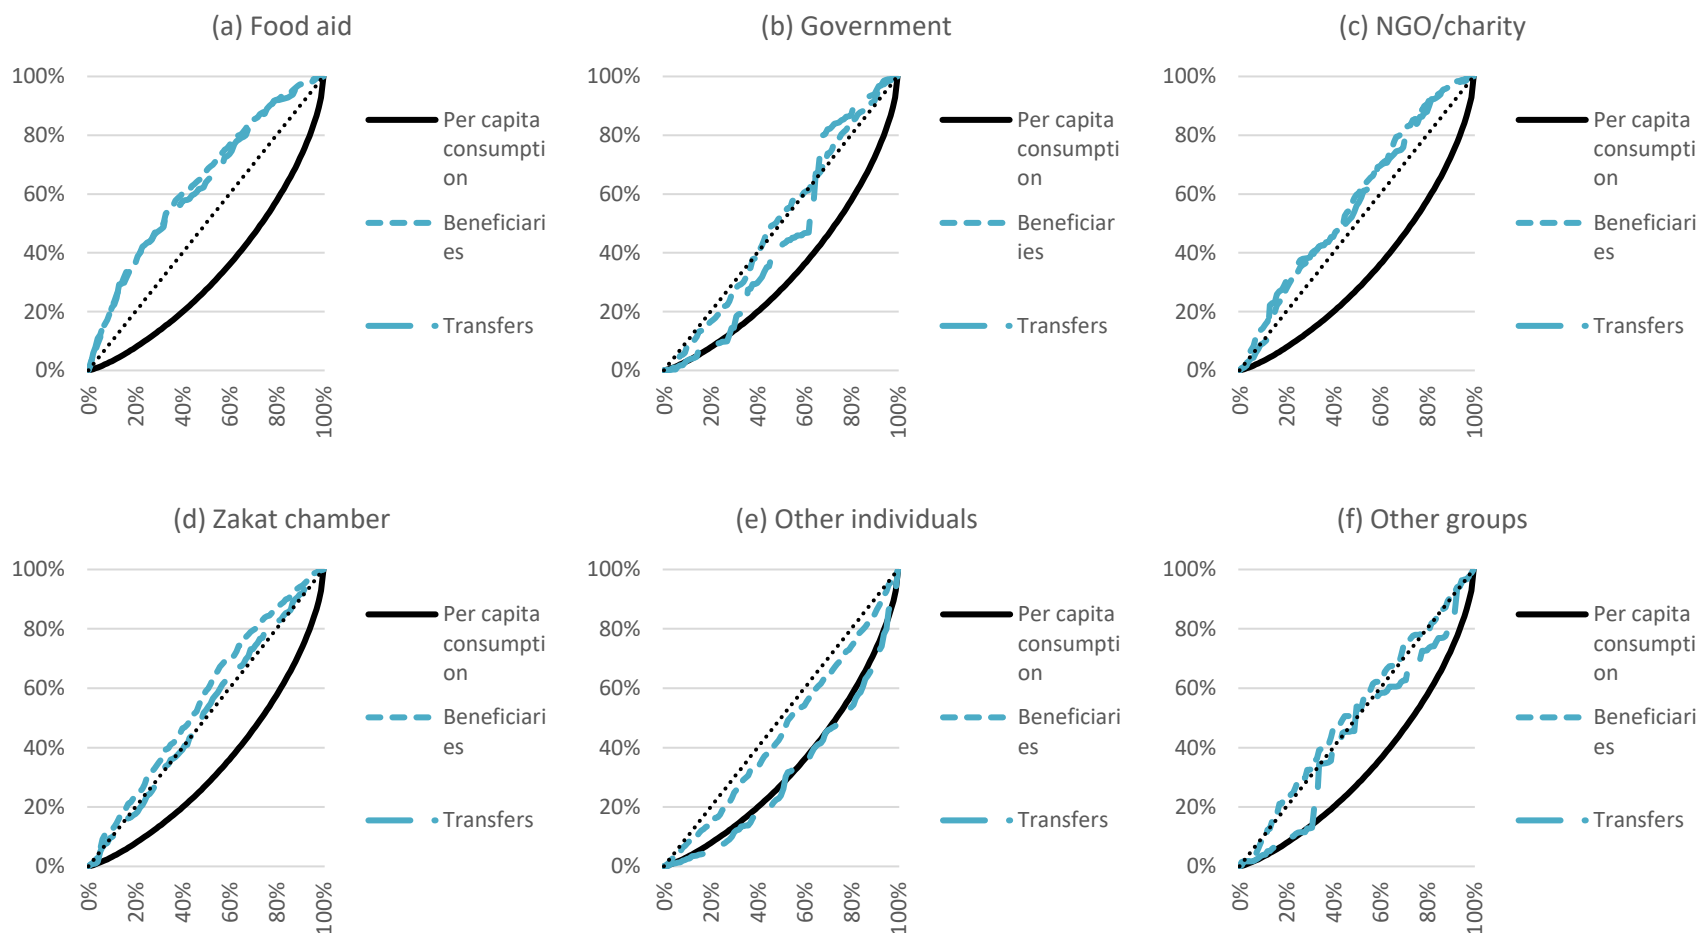 (a) Food aid
100%
80%
60%
40%
20%
0%
0%
20%
40%
60%
80%
100%
Per capita
consumpti
on
Beneficiari
es
Transfers
(b) Government
100%
80%
60%
40%
20%
0%
0%
20%
40%
60%
80%
100%
Per capita
consumpti
on
Beneficiar
ies
Transfers
(c) NGO/charity
100%
80%
60%
40%
20%
0%
0%
20%
40%
60%
80%
100%
Per capita
consumpti
on
Beneficiari
es
Transfers
(d) Zakat chamber
100%
80%
60%
40%
20%
0%
0%
20%
40%
60%
80%
100%
Per capita
consumpti
on
Beneficiari
es
Transfers
(e) Other individuals
100%
80%
60%
40%
20%
0%
0%
20%
40%
60%
80%
100%
Per capita
consumpti
on
Beneficiari
es
Transfers
(f) Other groups
100%
80%
60%
40%
20%
0%
0%
20%
40%
60%
80%
100%
Per capita
consumpti
on
Beneficiari
es
Transfers